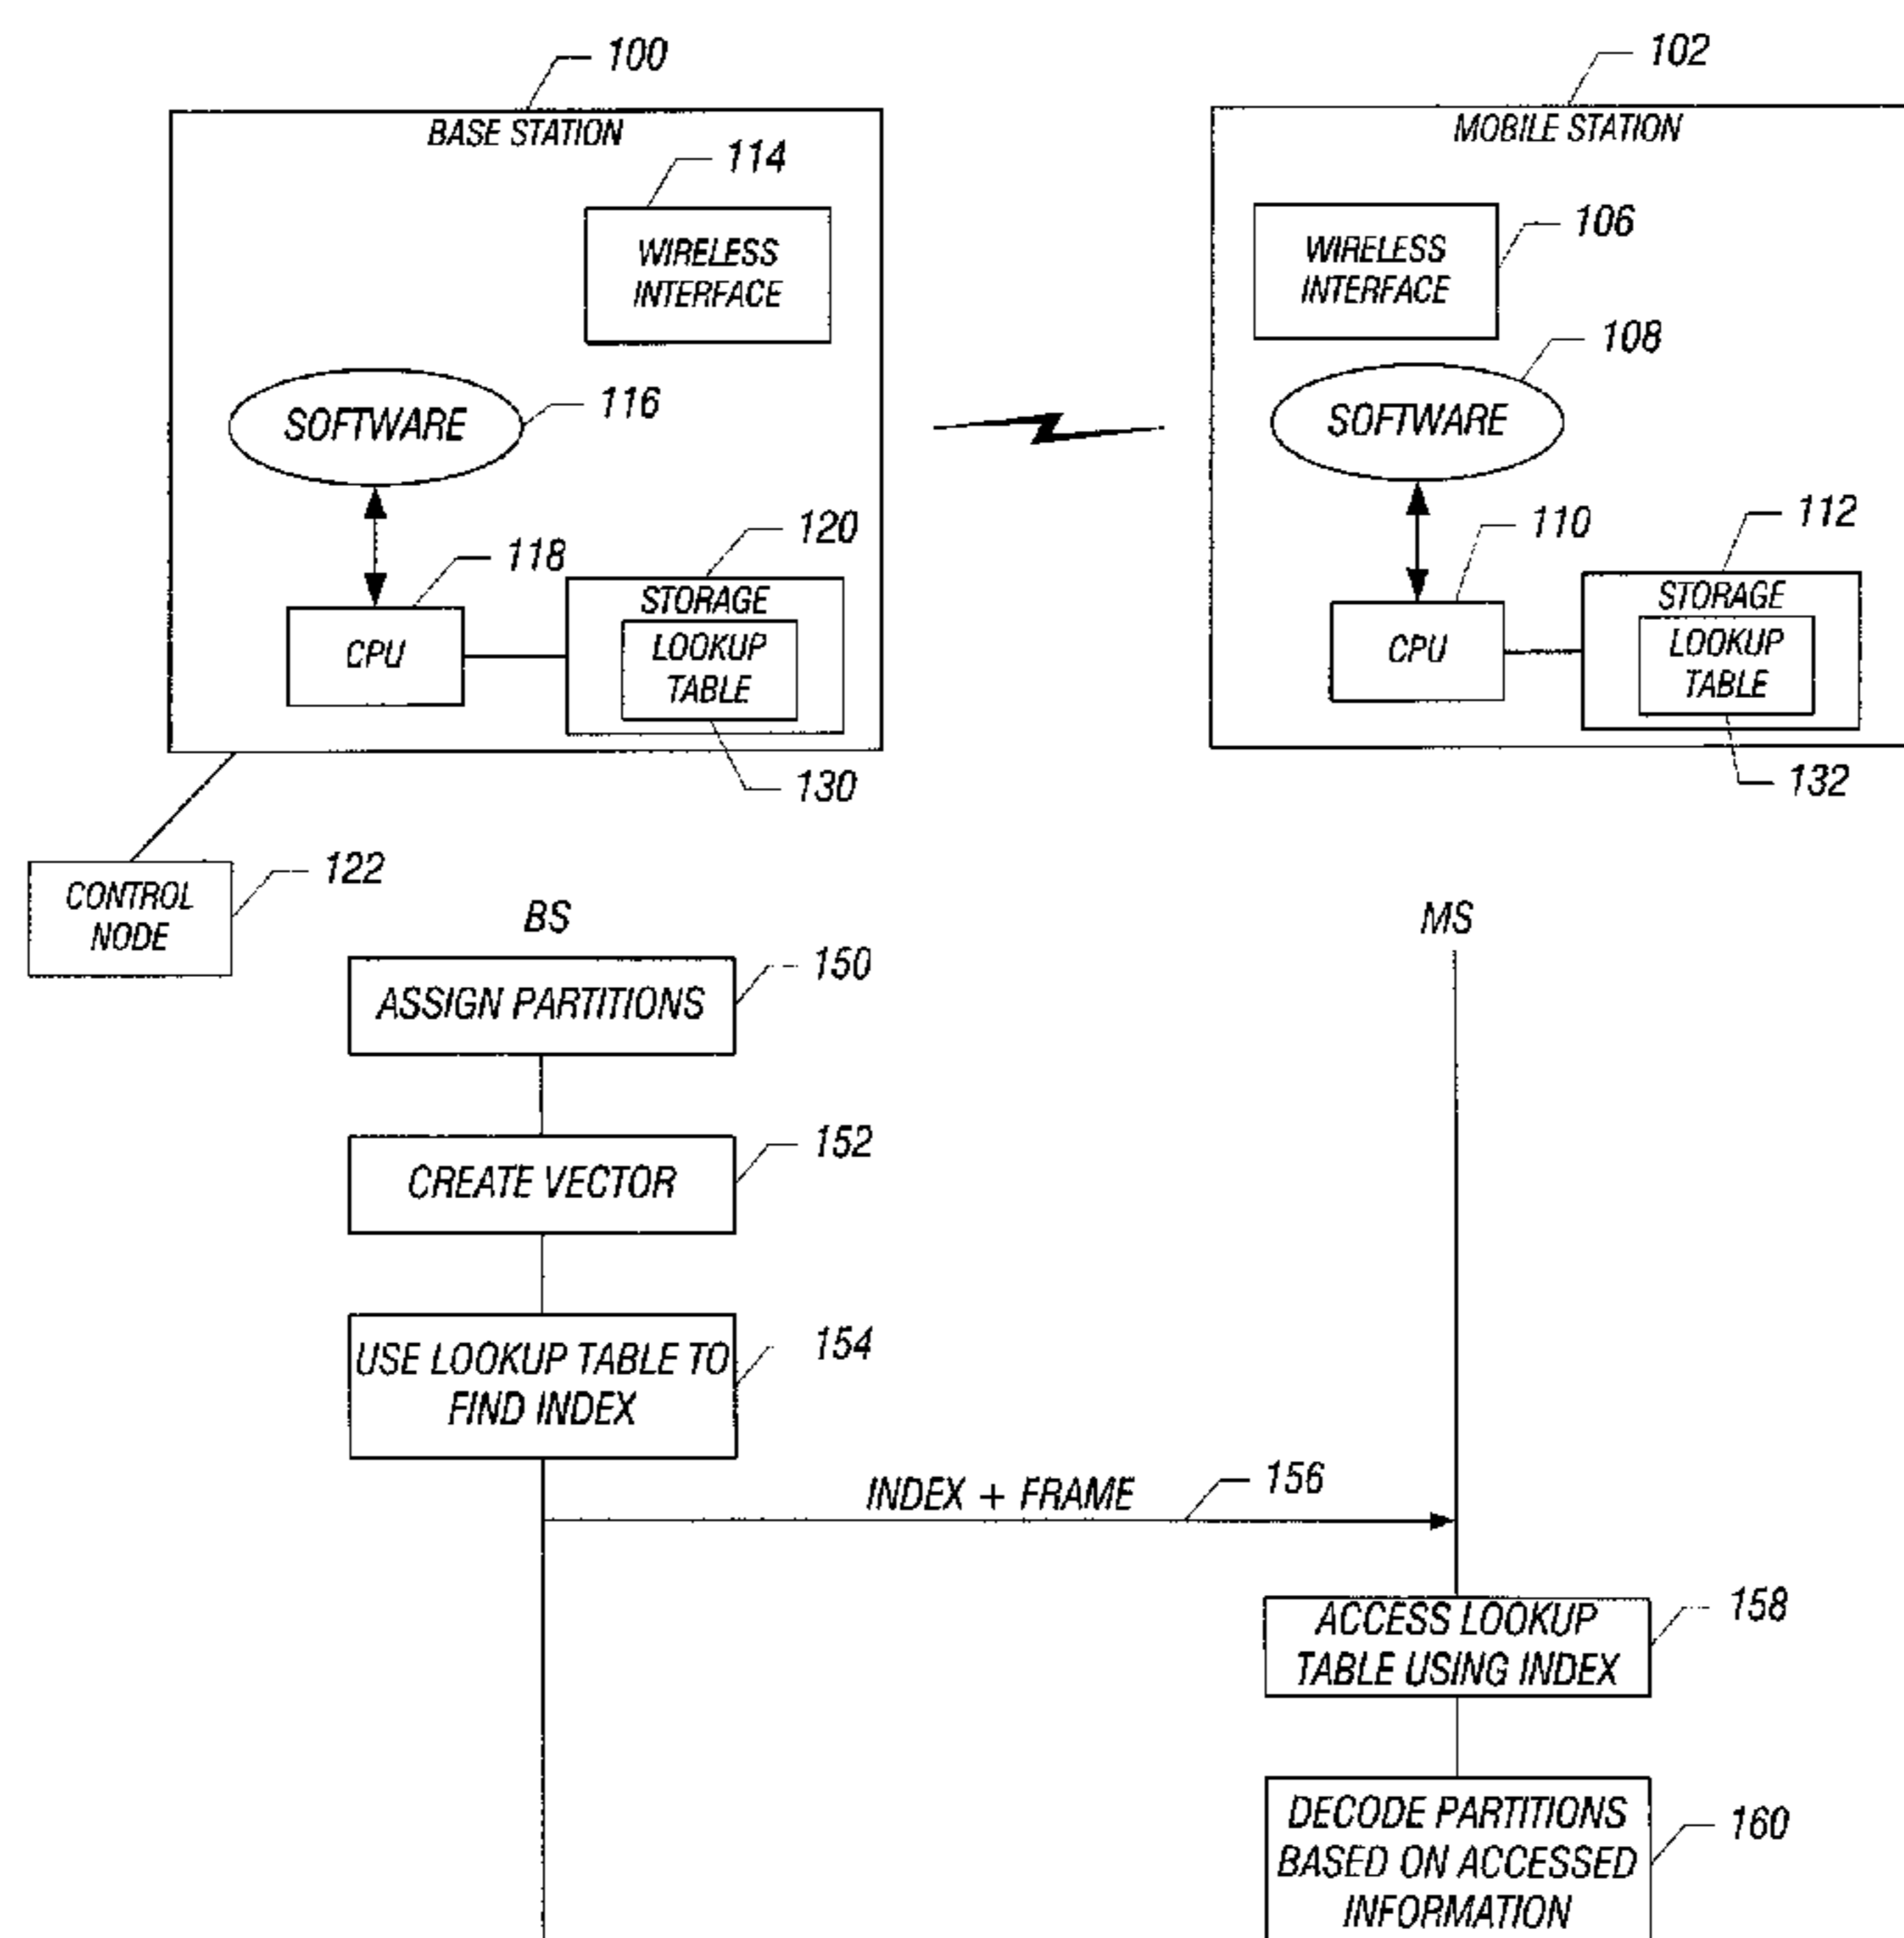 100
102
BASE STATION
MOBILE STATION
114
WIRELESS
INTERFACE
106
WIRELESS
INTERFACE
108
SOFTWARE
116
SOFTWARE
120
118
STORAGE
CPU
LOOKUP
TABLE
130
112
110
STORAGE
CPU
LOOKUP
TABLE
132
122
CONTROL
NODE
BS
MS
150
ASSIGN PARTITIONS
152
CREATE VECTOR
154
USE LOOKUP TABLE TO
FIND INDEX
INDEX + FRAME
156
158
ACCESS LOOKUP
TABLE USING INDEX
160
DECODE PARTITIONS
BASED ON ACCESSED
INFORMATION